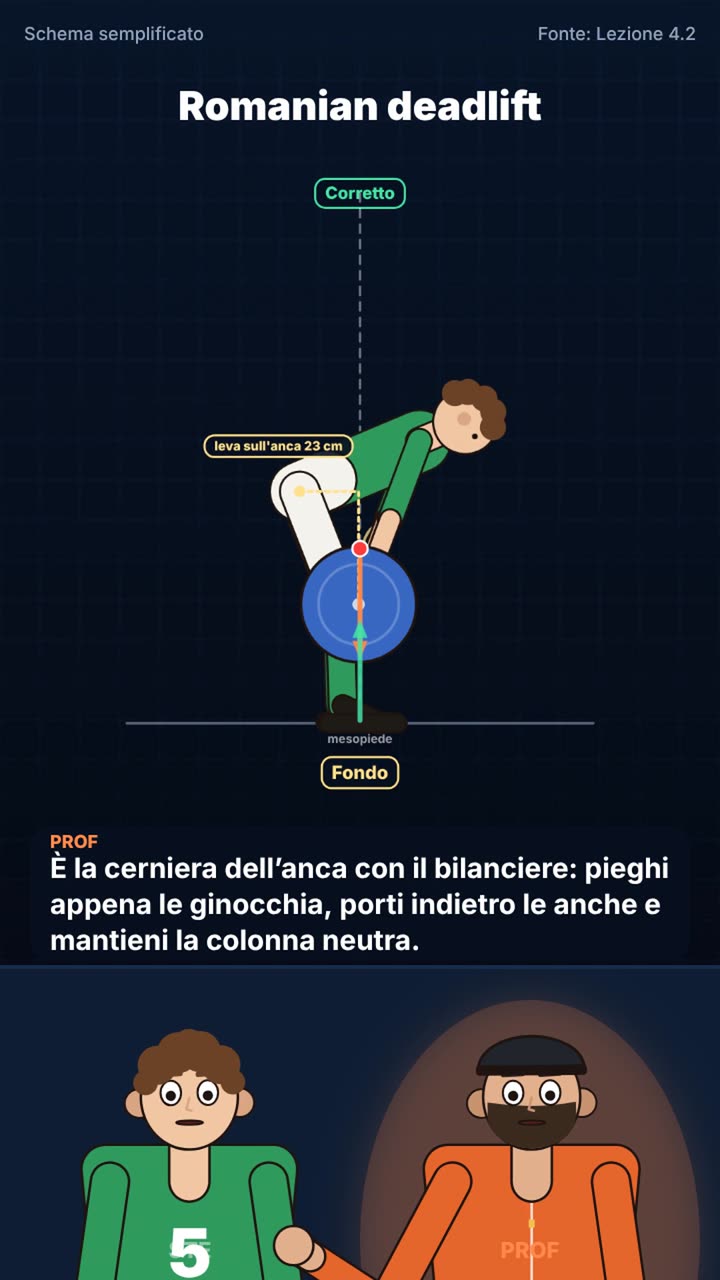 Schema semplificato
Fonte: Lezione 4.2
Romanian deadlift
Corretto
leva sull'anca 23 cm
mesopiede
Fondo
PROF
È la cerniera dell’anca con il bilanciere: pieghi
appena le ginocchia, porti indietro le anche e
mantieni la colonna neutra.
5
PROF